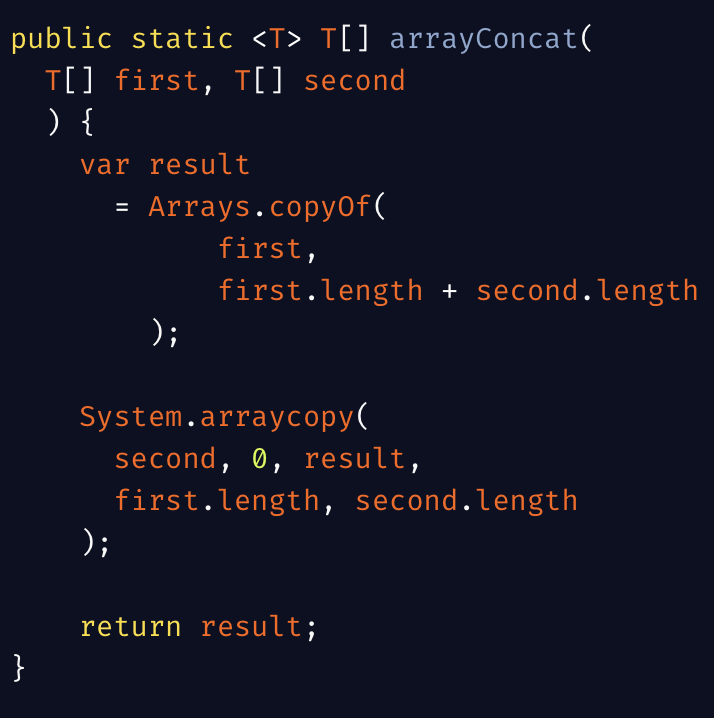 public static <T> T[] arrayConcat(
  T[] first, T[] second
  ) {
    var result
      = Arrays.copyOf(
            first,
            first.length + second.length
        );

    System.arraycopy(
      second, 0, result,
      first.length, second.length
    );

    return result;
}